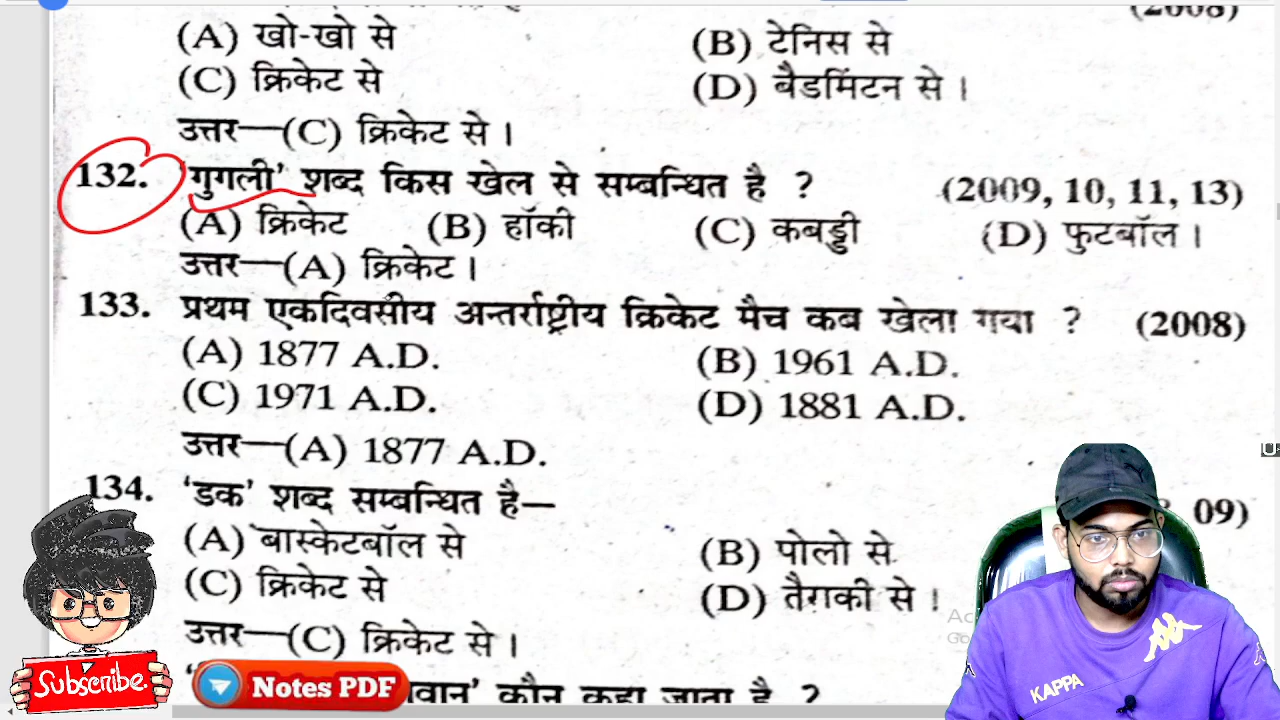 (2008)
(A) खो-खो से (B) टेनिस से
(C) क्रिकेट से (D) बैडमिंटन से।
उत्तर—(C) क्रिकेट से।
132. 'गुगली' शब्द किस खेल से सम्बन्धित है ? (2009, 10, 11, 13)
(A) क्रिकेट (B) हॉकी (C) कबड्डी (D) फुटबॉल।
उत्तर—(A) क्रिकेट।
133. प्रथम एकदिवसीय अन्तर्राष्ट्रीय क्रिकेट मैच कब खेला गया ? (2008)
(A) 1877 A.D. (B) 1961 A.D.
(C) 1971 A.D. (D) 1881 A.D.
उत्तर—(A) 1877 A.D.
134. 'डक' शब्द सम्बन्धित है— 09)
(A) बास्केटबॉल से (B) पोलो से
(C) क्रिकेट से (D) तैराकी से।
उत्तर—(C) क्रिकेट से।
कौन कहा जाता है ?
Subscribe.
Notes PDF
KAPPA